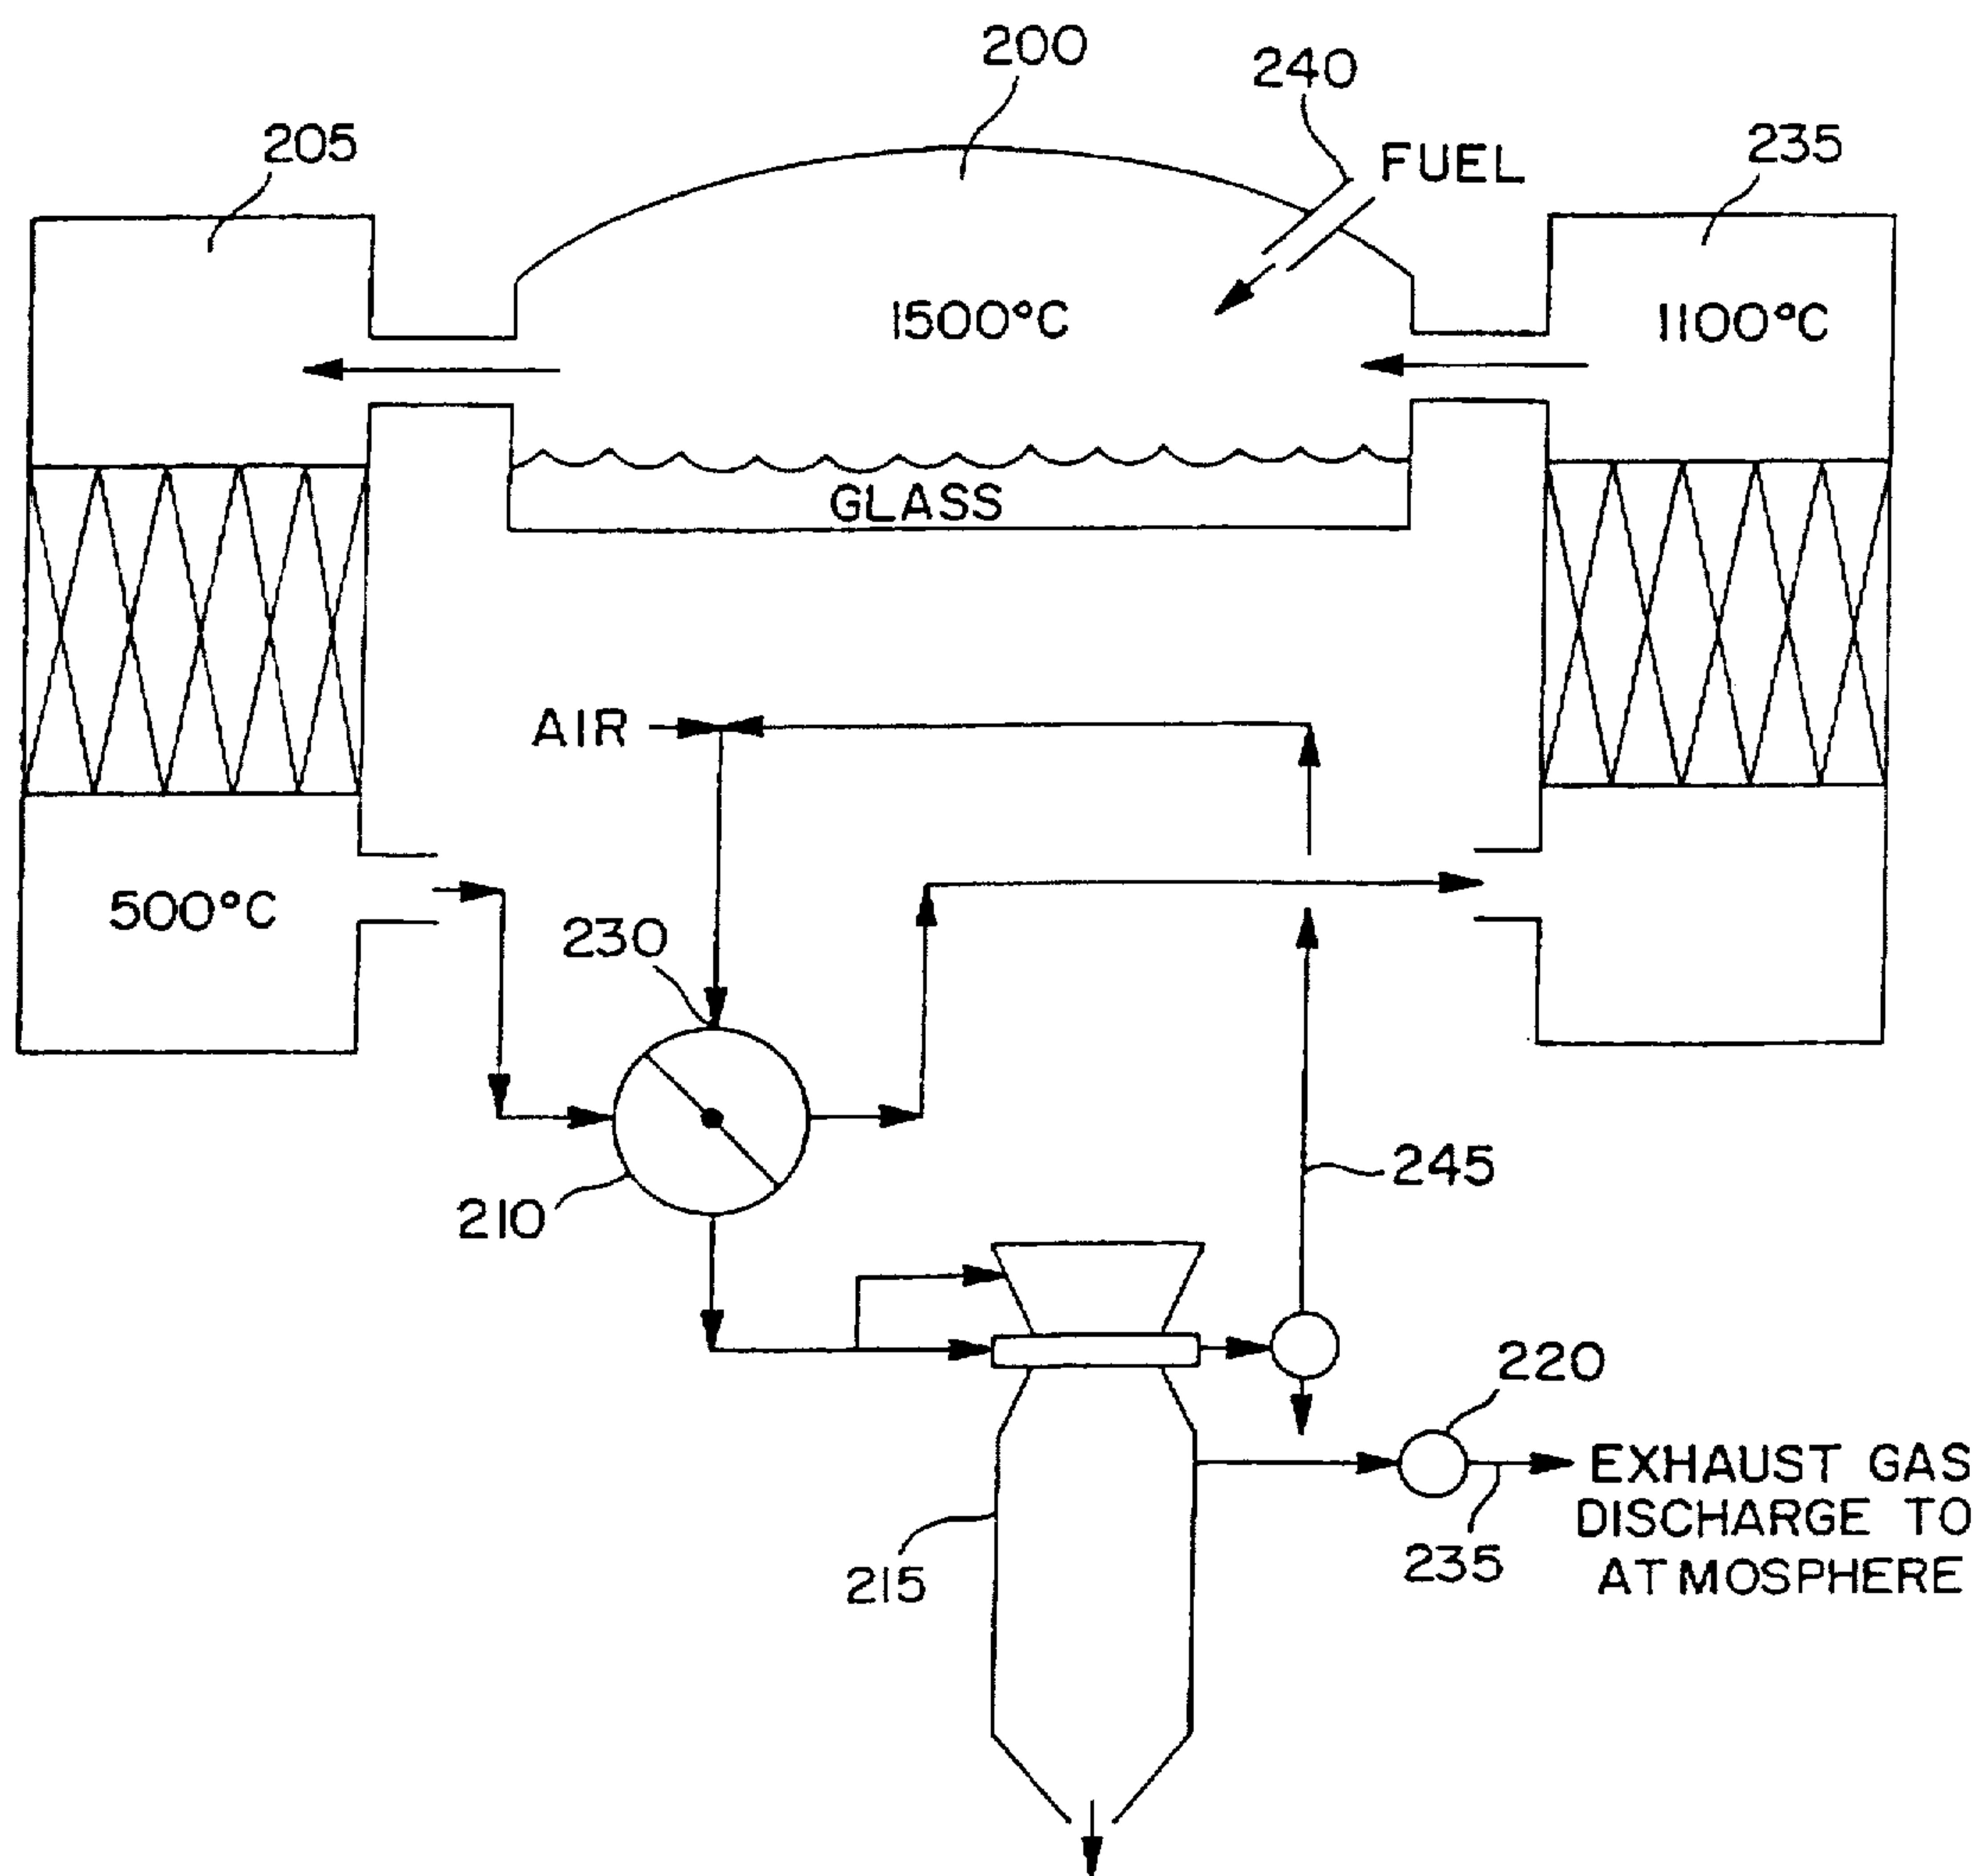 200
240
205
FUEL
235
1500°C
1100°C
GLASS
AIR
500°C
230
245
210
220
EXHAUST GAS
DISCHARGE TO
ATMOSPHERE
235
215